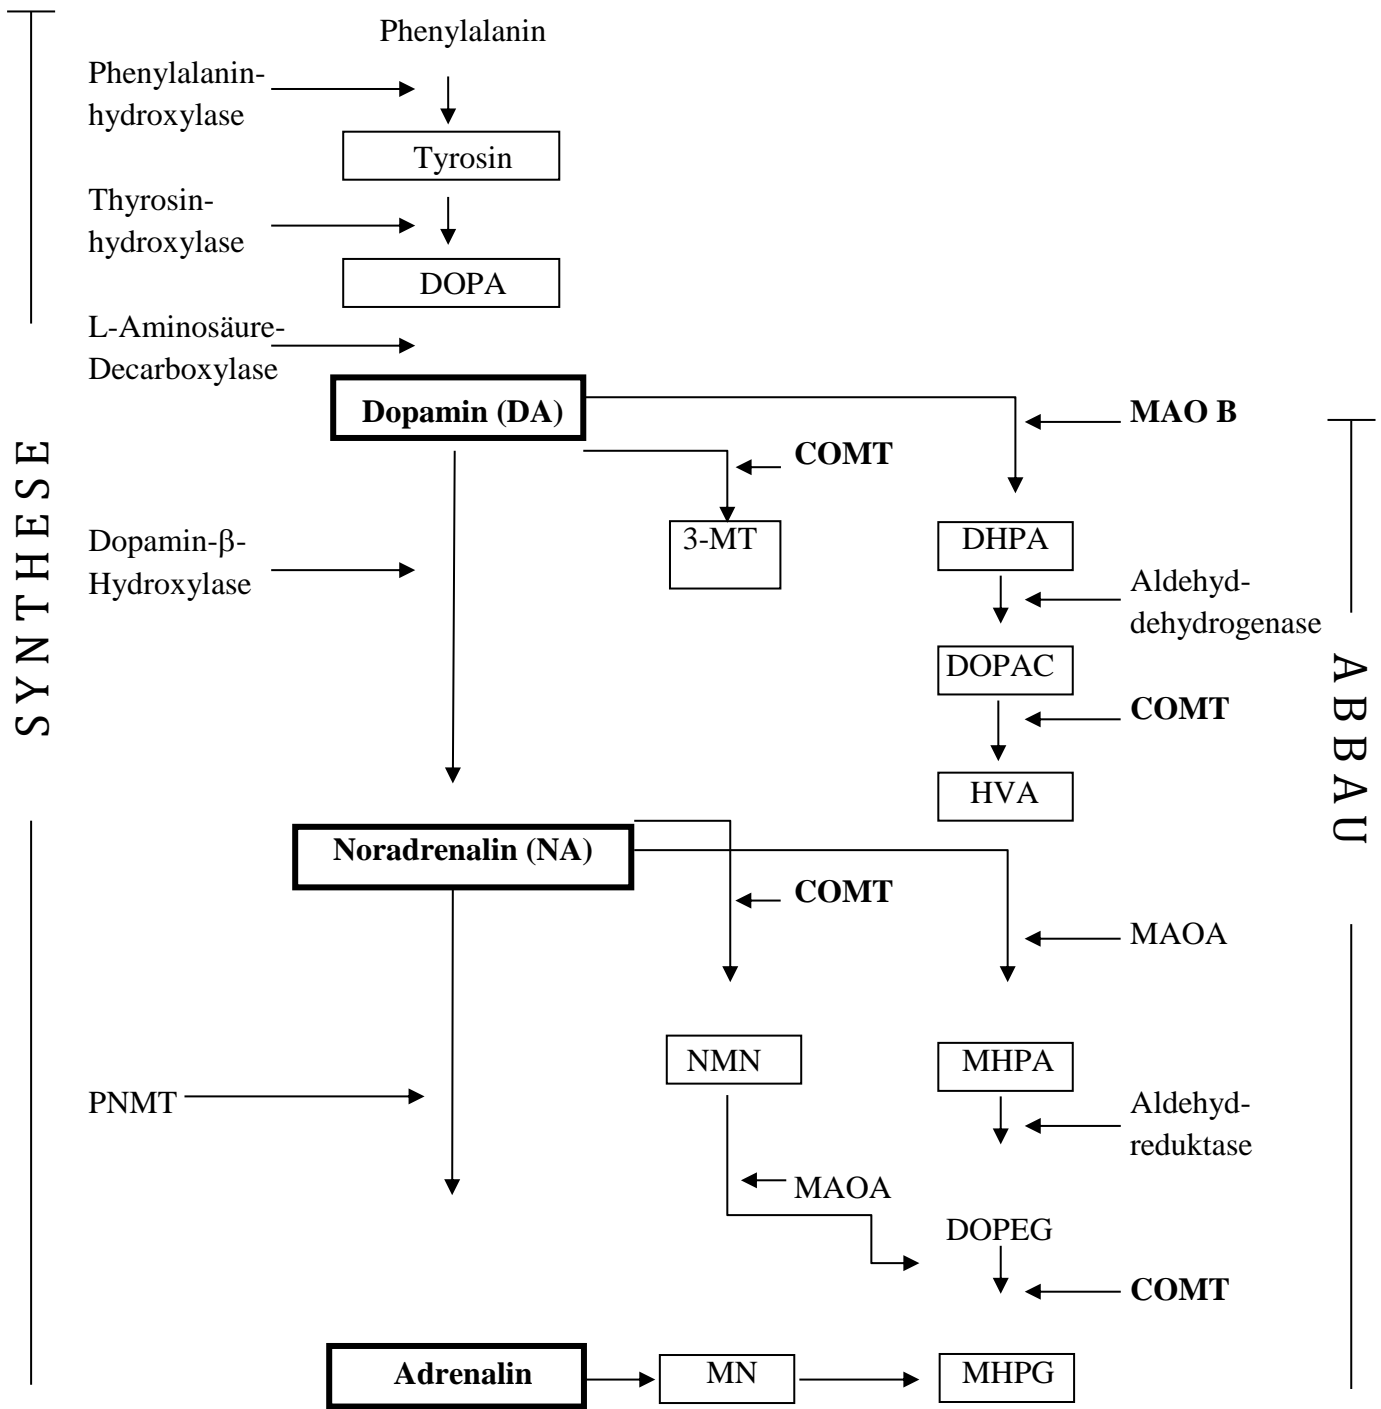 Phenylalanin
Phenylalanin-
hydroxylase
Tyrosin
Thyrosin-
hydroxylase
DOPA
L-Aminosäure-
Decarboxylase
Dopamin (DA)
MAO B
COMT
SYNTHESE
Dopamin-β-
Hydroxylase
3-MT
DHPA
Aldehyd-
dehydrogenase
DOPAC
COMT
ABBAU
HVA
Noradrenalin (NA)
COMT
MAOA
NMN
MHPA
PNMT
Aldehyd-
reduktase
MAOA
DOPEG
COMT
Adrenalin
MN
MHPG